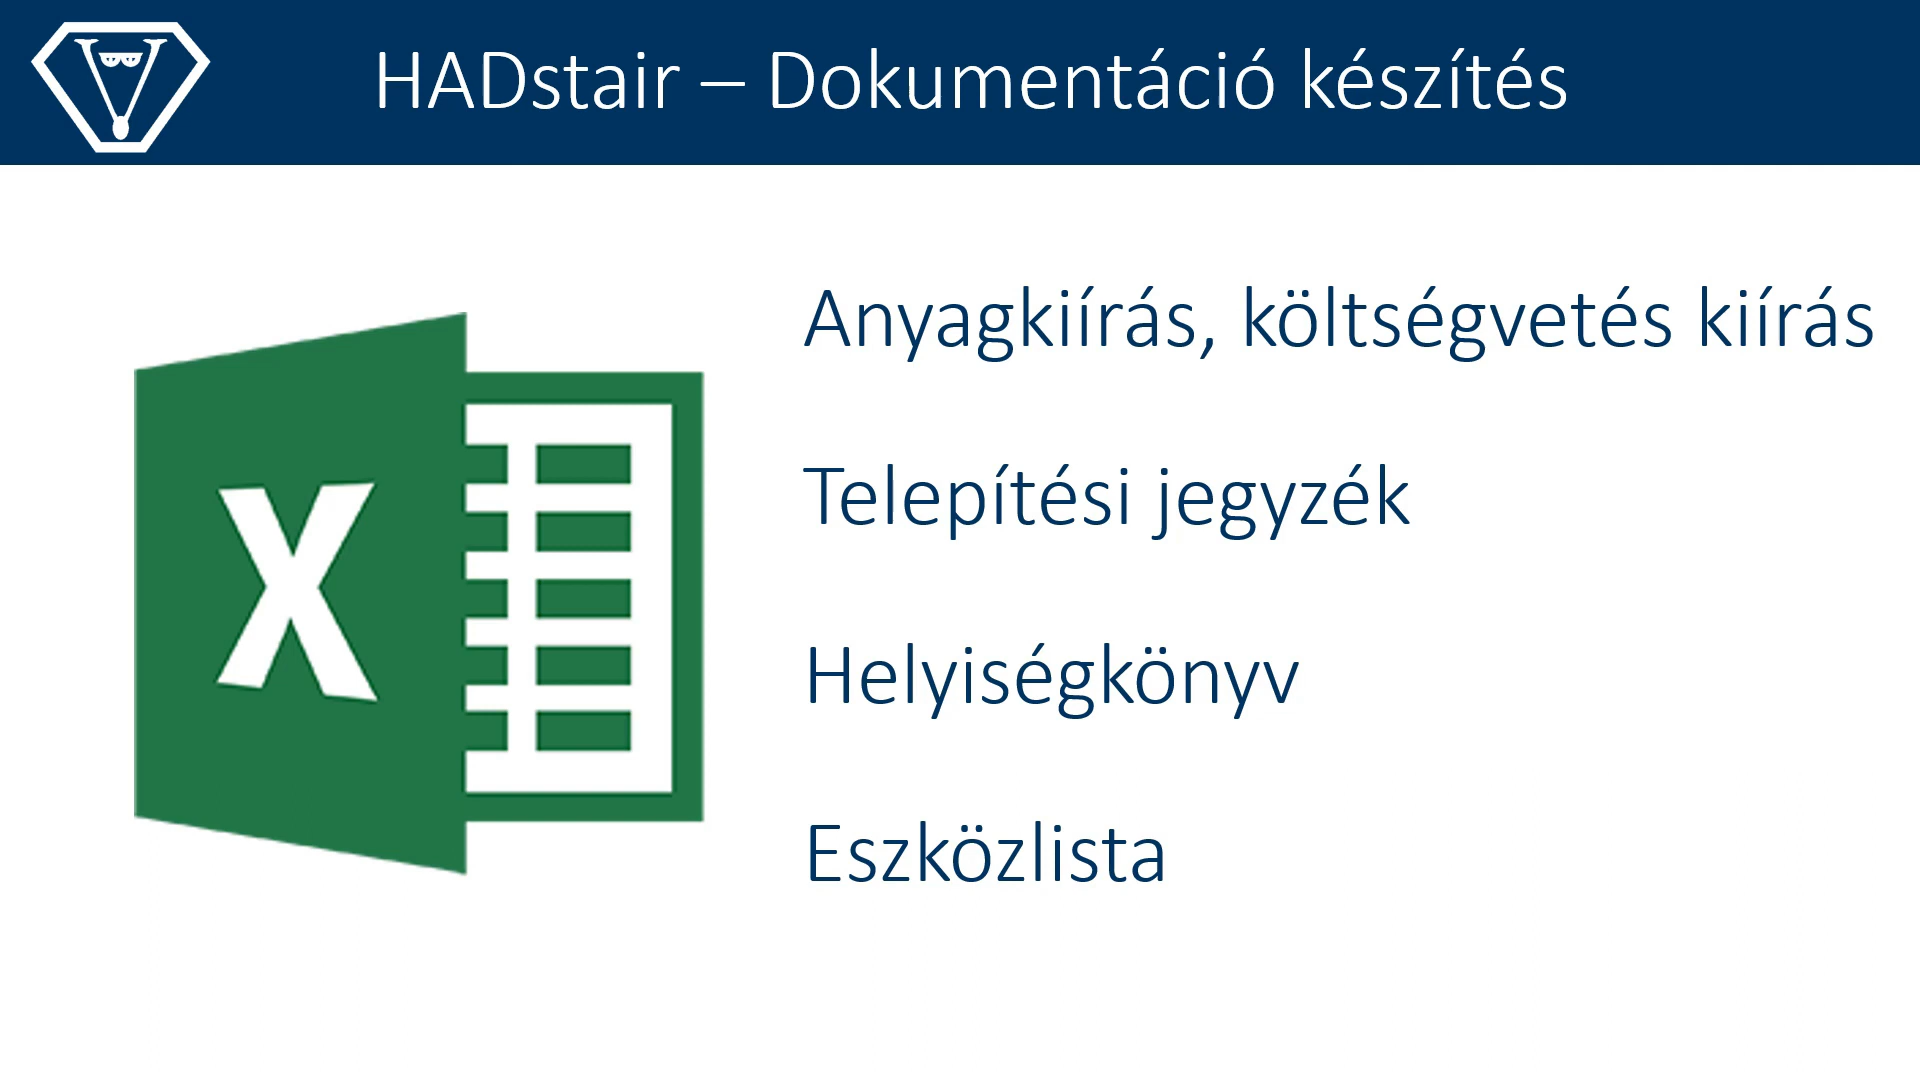 HADstair – Dokumentáció készítés
Anyagkiírás, költségvetés kiírás
Telepítési jegyzék
Helyiségkönyv
Eszközlista
X